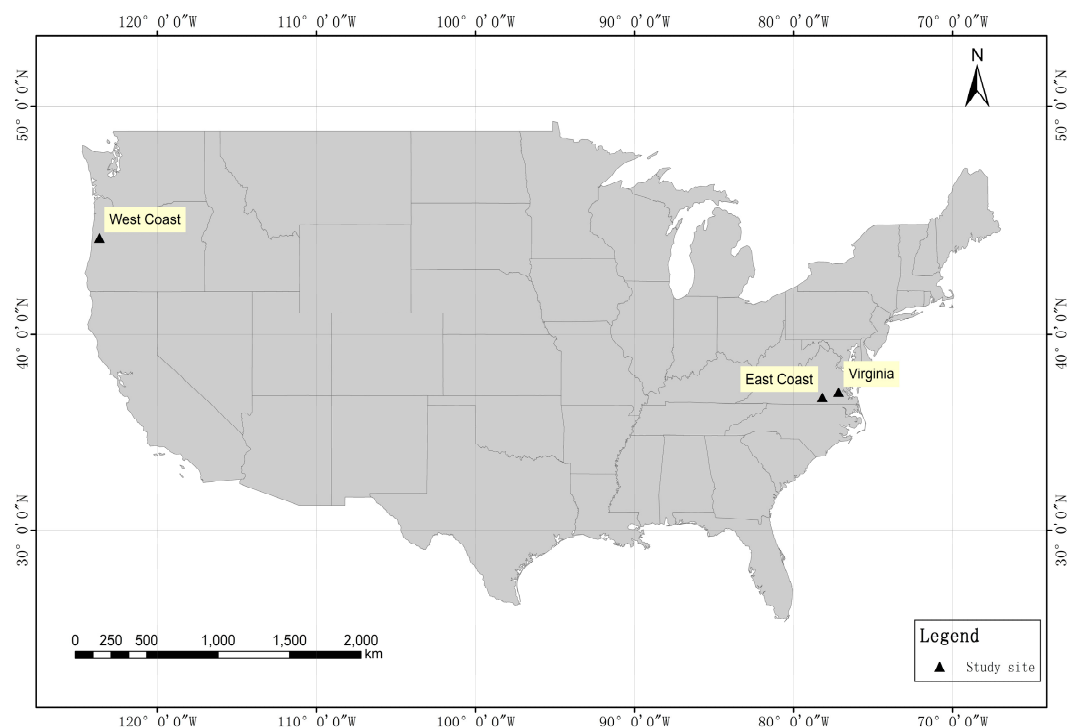 120° 0′0″W 110° 0′0″W 100° 0′0″W 90° 0′0″W 80° 0′0″W 70° 0′0″W
N
50° 0′0″N
50° 0′0″N
West Coast
40° 0′0″N
40° 0′0″N
East Coast
Virginia
30° 0′0″N
30° 0′0″N
0 250 500 1,000 1,500 2,000
km
Legend
Study site
120° 0′0″W 110° 0′0″W 100° 0′0″W 90° 0′0″W 80° 0′0″W 70° 0′0″W